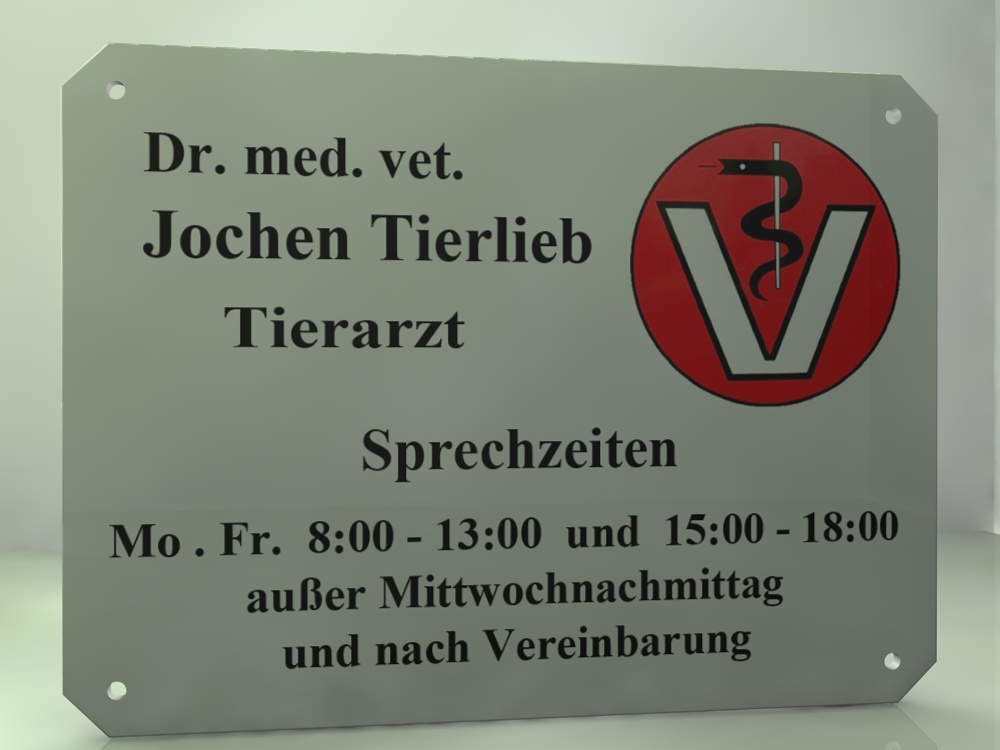 Dr. med. vet.
Jochen Tierlieb
Tierarzt
V
Sprechzeiten
Mo . Fr. 8:00 - 13:00 und 15:00 - 18:00
außer Mittwochnachmittag
und nach Vereinbarung